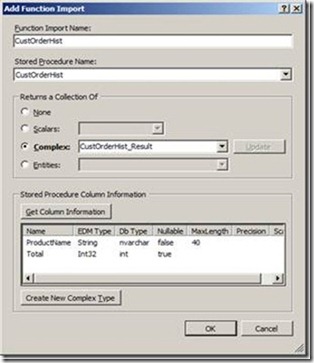 Add Function Import
Function Import Name:
CustOrderHist
Stored Procedure Name:
CustOrderHist
Returns a Collection Of
None
Scalars:
Complex: CustOrderHist_Result Update
Entities:
Stored Procedure Column Information
Get Column Information
Name EDM Type Db Type Nullable MaxLength Precision Sca
ProductName String nvarchar false 40
Total Int32 int true
Create New Complex Type
OK Cancel